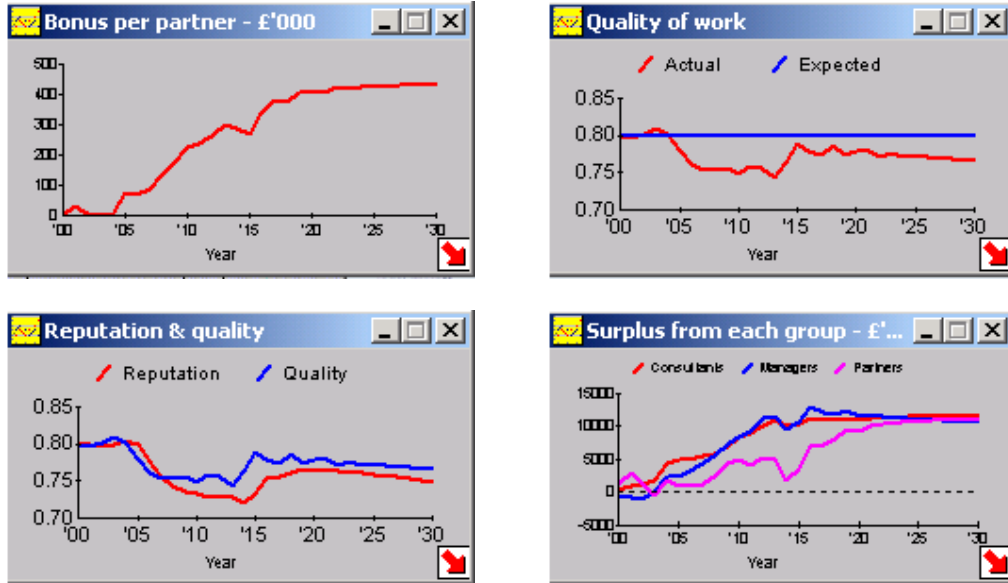 Bonus per partner - £'000
500
400
300
200
100
0
'00 '05 '10 '15 '20 '25 '30
Year
Quality of work
Actual Expected
0.85
0.80
0.75
0.70
'00 '05 '10 '15 '20 '25 '30
Year
Reputation & quality
Reputation Quality
0.85
0.80
0.75
0.70
'00 '05 '10 '15 '20 '25 '30
Year
Surplus from each group - £'...
Consultants Managers Partners
15000
10000
5000
0
-5000
'00 '05 '10 '15 '20 '25 '30
Year